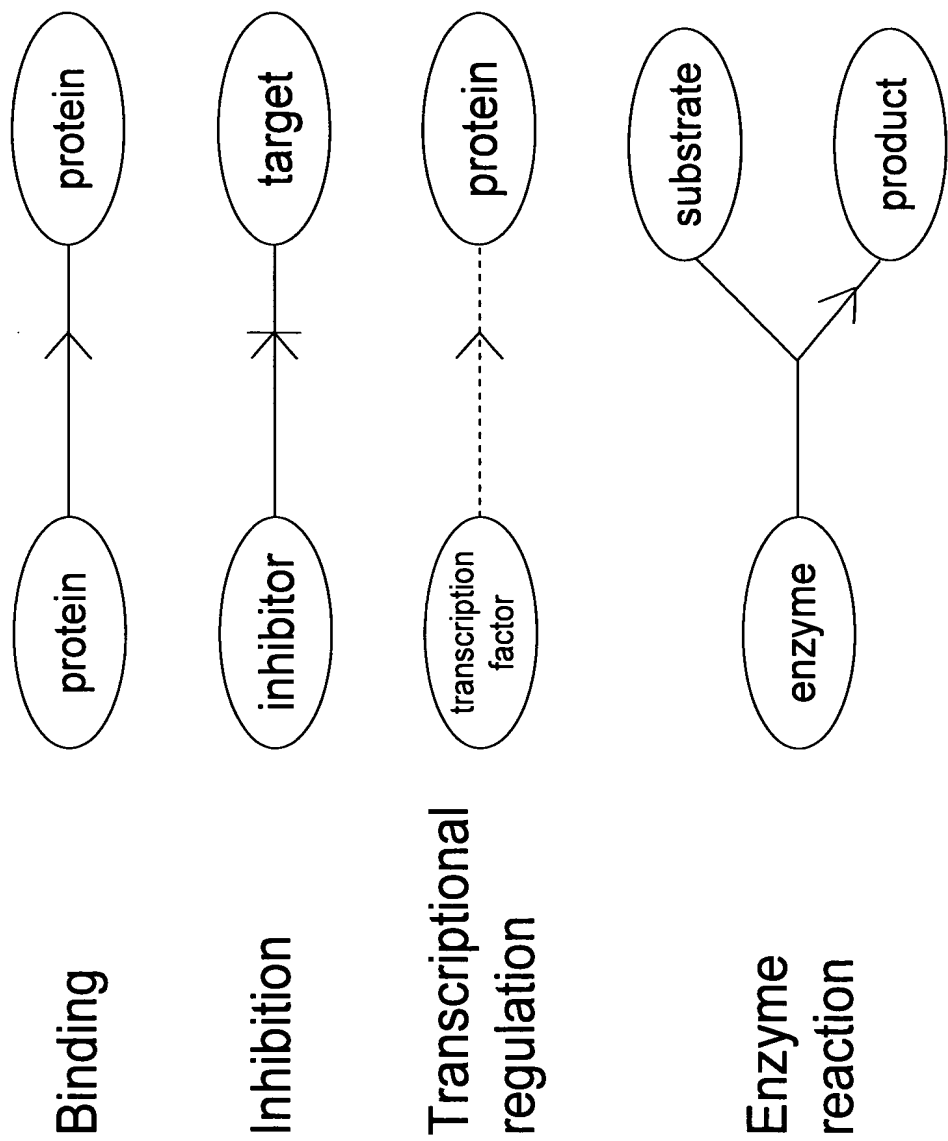 Binding
protein
protein
Inhibition
inhibitor
target
Transcriptional
regulation
transcription
factor
protein
Enzyme
reaction
enzyme
substrate
product